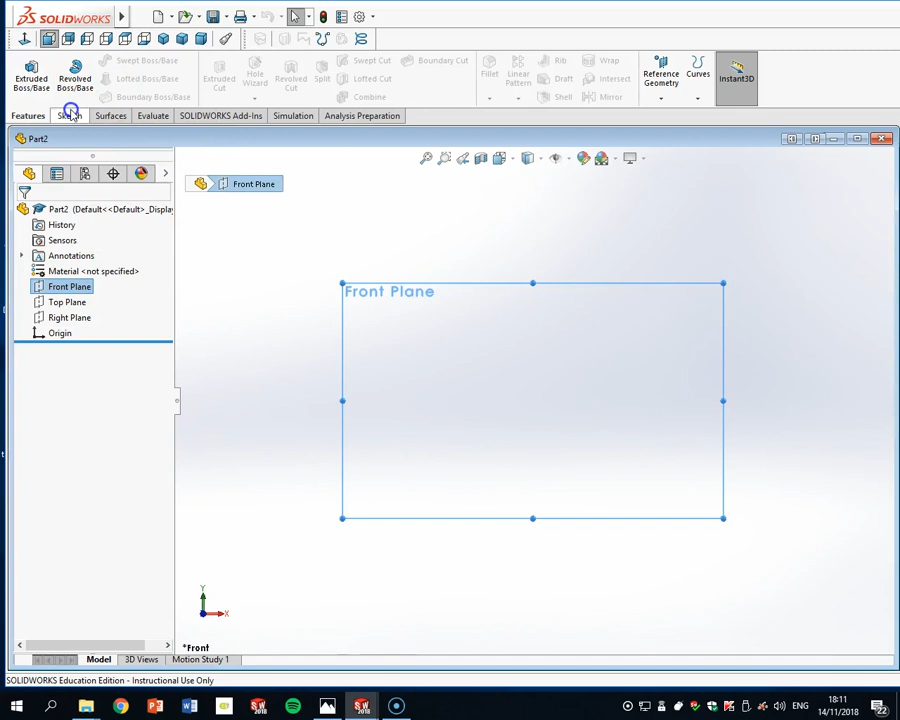 SOLIDWORKS
Extruded Boss/Base
Revolved Boss/Base
Swept Boss/Base
Lofted Boss/Base
Boundary Boss/Base
Extruded Cut
Hole Wizard
Revolved Cut
Split
Swept Cut
Lofted Cut
Combine
Boundary Cut
Fillet
Linear Pattern
Rib
Draft
Shell
Wrap
Intersect
Mirror
Reference Geometry
Curves
Instant3D
Features
Sketch
Surfaces
Evaluate
SOLIDWORKS Add-Ins
Simulation
Analysis Preparation
Part2
Front Plane
Part2 (Default<<Default>_Displa
History
Sensors
Annotations
Material <not specified>
Front Plane
Top Plane
Right Plane
Origin
Front Plane
Y
X
*Front
Model
3D Views
Motion Study 1
SOLIDWORKS Education Edition - Instructional Use Only
18:11
ENG
14/11/2018
22